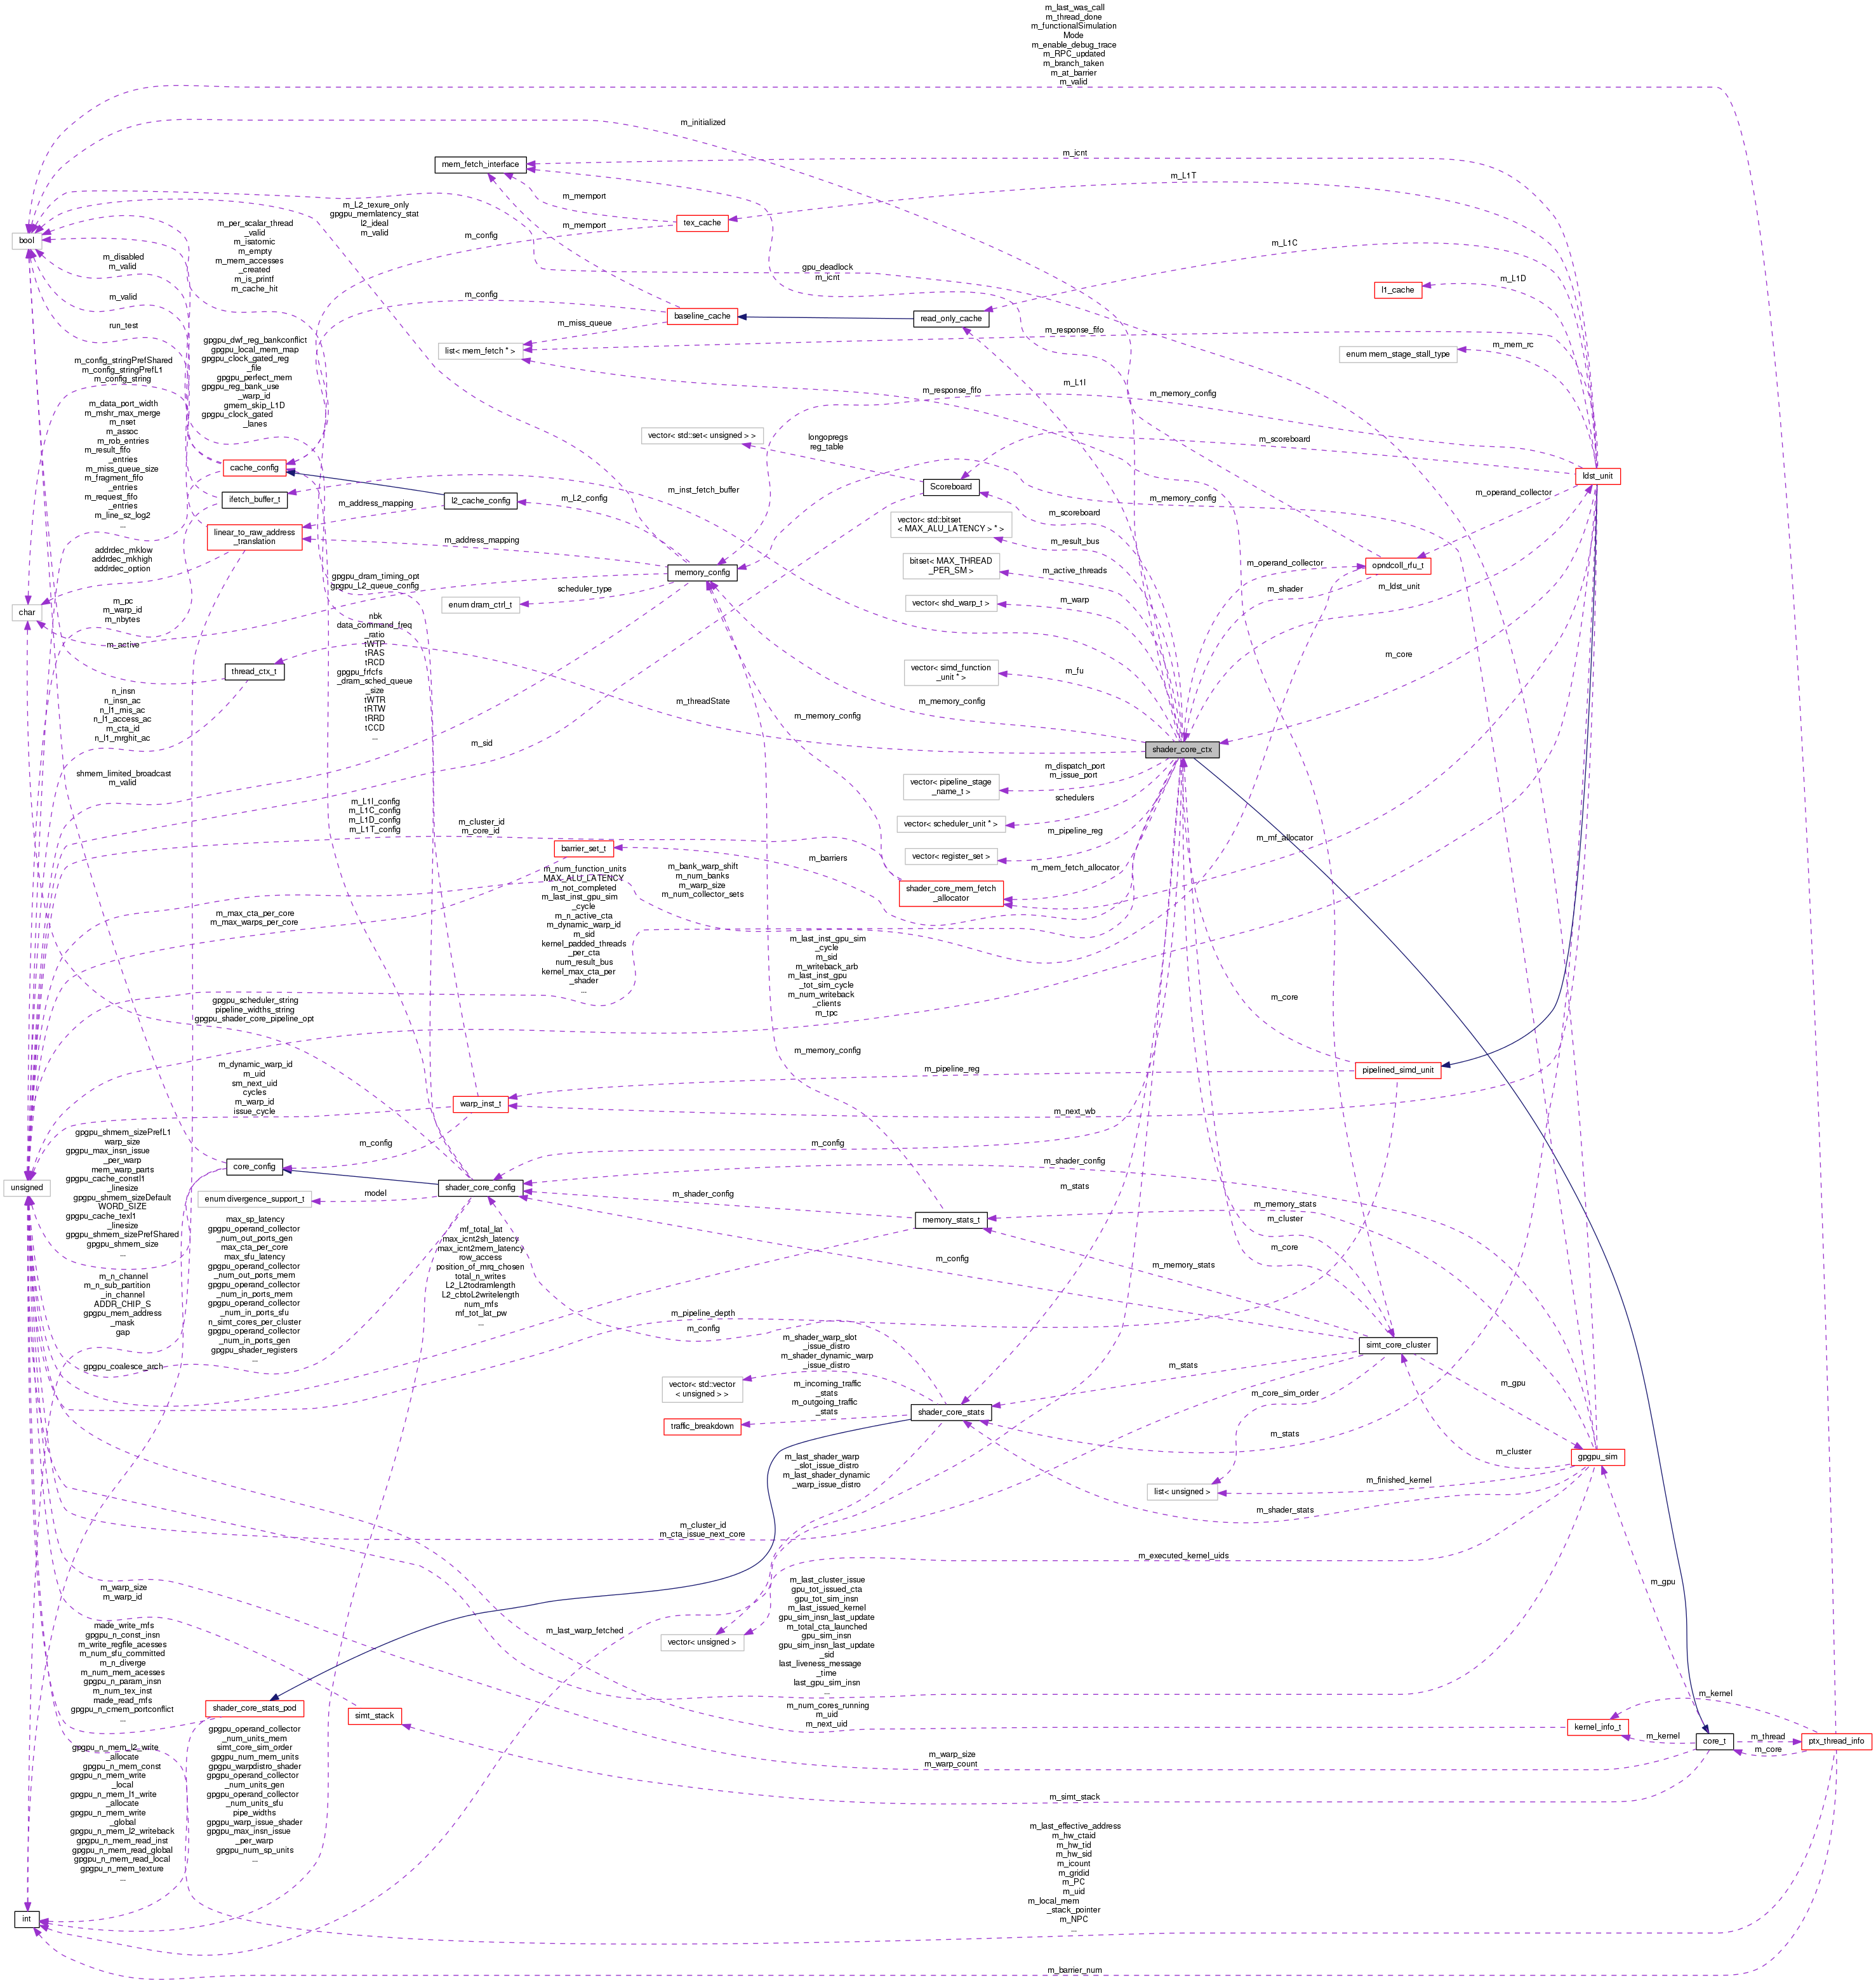 m_last_was_call
m_thread_done
m_functionalSimulation
Mode
m_enable_debug_trace
m_RPC_updated
m_branch_taken
m_at_barrier
m_valid
m_initialized
mem_fetch_interface
m_icnt
m_L1T
m_memport
tex_cache
m_L2_texure_only
gpgpu_memlatency_stat
l2_ideal
m_valid
m_per_scalar_thread
_valid
m_isatomic
m_empty
m_mem_accesses
_created
m_is_printf
m_cache_hit
bool
m_config
m_memport
m_L1C
m_disabled
m_valid
gpu_deadlock
m_icnt
m_L1D
l1_cache
m_valid
m_config
baseline_cache
read_only_cache
run_test
m_miss_queue
m_response_fifo
list< mem_fetch * >
m_mem_rc
enum mem_stage_stall_type
gpgpu_dwf_reg_bankconflict
gpgpu_local_mem_map
gpgpu_clock_gated_reg
_file
gpgpu_perfect_mem
gpgpu_reg_bank_use
_warp_id
gmem_skip_L1D
gpgpu_clock_gated
_lanes
m_config_stringPrefShared
m_config_stringPrefL1
m_config_string
m_response_fifo
m_L1I
m_memory_config
m_data_port_width
m_mshr_max_merge
m_nset
m_assoc
m_rob_entries
m_result_fifo
_entries
m_miss_queue_size
m_fragment_fifo
_entries
m_request_fifo
_entries
m_line_sz_log2
...
vector< std::set< unsigned > >
longopregs
reg_table
m_scoreboard
cache_config
ldst_unit
Scoreboard
ifetch_buffer_t
l2_cache_config
m_L2_config
m_inst_fetch_buffer
m_memory_config
m_operand_collector
m_address_mapping
linear_to_raw_address
_translation
vector< std::bitset
< MAX_ALU_LATENCY > * >
m_scoreboard
m_result_bus
m_address_mapping
addrdec_mklow
addrdec_mkhigh
addrdec_option
bitset< MAX_THREAD
_PER_SM >
m_active_threads
m_operand_collector
opndcoll_rfu_t
memory_config
gpgpu_dram_timing_opt
gpgpu_L2_queue_config
scheduler_type
enum dram_ctrl_t
vector< shd_warp_t >
m_warp
m_shader
m_ldst_unit
char
m_pc
m_warp_id
m_nbytes
nbk
data_command_freq
_ratio
tWTP
tRAS
tRCD
gpgpu_frfcfs
_dram_sched_queue
_size
tWTR
tRTW
tRRD
tCCD
...
m_active
thread_ctx_t
vector< simd_function
_unit * >
m_fu
m_core
n_insn
n_insn_ac
n_l1_mis_ac
n_l1_access_ac
m_cta_id
n_l1_mrghit_ac
m_threadState
m_memory_config
m_memory_config
m_sid
shader_core_ctx
shmem_limited_broadcast
m_valid
vector< pipeline_stage
_name_t >
m_dispatch_port
m_issue_port
schedulers
vector< scheduler_unit * >
m_L1I_config
m_L1C_config
m_L1D_config
m_L1T_config
m_cluster_id
m_core_id
m_pipeline_reg
m_mf_allocator
barrier_set_t
m_barriers
vector< register_set >
m_mem_fetch_allocator
shader_core_mem_fetch
_allocator
m_num_function_units
MAX_ALU_LATENCY
m_not_completed
m_last_inst_gpu_sim
_cycle
m_n_active_cta
m_dynamic_warp_id
m_sid
kernel_padded_threads
_per_cta
num_result_bus
kernel_max_cta_per
_shader
...
m_bank_warp_shift
m_num_banks
m_warp_size
m_num_collector_sets
m_max_cta_per_core
m_max_warps_per_core
m_last_inst_gpu_sim
_cycle
m_sid
m_writeback_arb
m_last_inst_gpu
_tot_sim_cycle
m_num_writeback
_clients
m_tpc
m_core
gpgpu_scheduler_string
pipeline_widths_string
gpgpu_shader_core_pipeline_opt
m_memory_config
m_dynamic_warp_id
m_uid
sm_next_uid
cycles
m_warp_id
issue_cycle
m_pipeline_reg
pipelined_simd_unit
warp_inst_t
m_next_wb
gpgpu_shmem_sizePrefL1
warp_size
gpgpu_max_insn_issue
_per_warp
mem_warp_parts
gpgpu_cache_constl1
_linesize
gpgpu_shmem_sizeDefault
WORD_SIZE
gpgpu_cache_texl1
_linesize
gpgpu_shmem_sizePrefShared
gpgpu_shmem_size
...
m_config
m_config
core_config
m_shader_config
unsigned
shader_core_config
m_stats
enum divergence_support_t
model
m_shader_config
m_memory_stats
max_sp_latency
gpgpu_operand_collector
_num_out_ports_gen
max_cta_per_core
max_sfu_latency
gpgpu_operand_collector
_num_out_ports_mem
gpgpu_operand_collector
_num_in_ports_mem
gpgpu_operand_collector
_num_in_ports_sfu
n_simt_cores_per_cluster
gpgpu_operand_collector
_num_in_ports_gen
gpgpu_shader_registers
...
mf_total_lat
max_icnt2sh_latency
max_icnt2mem_latency
row_access
position_of_mrq_chosen
total_n_writes
L2_L2todramlength
L2_cbtoL2writelength
num_mfs
mf_tot_lat_pw
...
memory_stats_t
m_cluster
m_core
m_config
m_memory_stats
m_n_channel
m_n_sub_partition
_in_channel
ADDR_CHIP_S
gpgpu_mem_address
_mask
gap
m_pipeline_depth
m_config
simt_core_cluster
gpgpu_coalesce_arch
m_shader_warp_slot
_issue_distro
m_shader_dynamic_warp
_issue_distro
vector< std::vector
< unsigned > >
m_stats
m_gpu
m_incoming_traffic
_stats
m_outgoing_traffic
_stats
m_core_sim_order
traffic_breakdown
shader_core_stats
m_stats
m_cluster
gpgpu_sim
m_last_shader_warp
_slot_issue_distro
m_last_shader_dynamic
_warp_issue_distro
m_finished_kernel
list< unsigned >
m_shader_stats
m_cluster_id
m_cta_issue_next_core
m_executed_kernel_uids
m_gpu
m_warp_size
m_warp_id
m_last_cluster_issue
gpu_tot_issued_cta
gpu_tot_sim_insn
m_last_issued_kernel
gpu_sim_insn_last_update
m_total_cta_launched
gpu_sim_insn
gpu_sim_insn_last_update
_sid
last_liveness_message
_time
last_gpu_sim_insn
...
made_write_mfs
gpgpu_n_const_insn
m_write_regfile_acesses
m_num_sfu_committed
m_n_diverge
m_num_mem_acesses
gpgpu_n_param_insn
m_num_tex_inst
made_read_mfs
gpgpu_n_cmem_portconflict
...
m_last_warp_fetched
vector< unsigned >
shader_core_stats_pod
simt_stack
m_num_cores_running
m_uid
m_next_uid
m_kernel
kernel_info_t
m_kernel
core_t
m_thread
m_core
ptx_thread_info
gpgpu_operand_collector
_num_units_mem
simt_core_sim_order
gpgpu_num_mem_units
gpgpu_warpdistro_shader
gpgpu_operand_collector
_num_units_gen
gpgpu_operand_collector
_num_units_sfu
pipe_widths
gpgpu_warp_issue_shader
gpgpu_max_insn_issue
_per_warp
gpgpu_num_sp_units
...
gpgpu_n_mem_l2_write
_allocate
gpgpu_n_mem_const
gpgpu_n_mem_write
_local
gpgpu_n_mem_l1_write
_allocate
gpgpu_n_mem_write
_global
gpgpu_n_mem_l2_writeback
gpgpu_n_mem_read_inst
gpgpu_n_mem_read_global
gpgpu_n_mem_read_local
gpgpu_n_mem_texture
...
m_warp_size
m_warp_count
m_simt_stack
m_last_effective_address
m_hw_ctaid
m_hw_tid
m_hw_sid
m_icount
m_gridid
m_PC
m_uid
m_local_mem
_stack_pointer
m_NPC
...
int
m_barrier_num